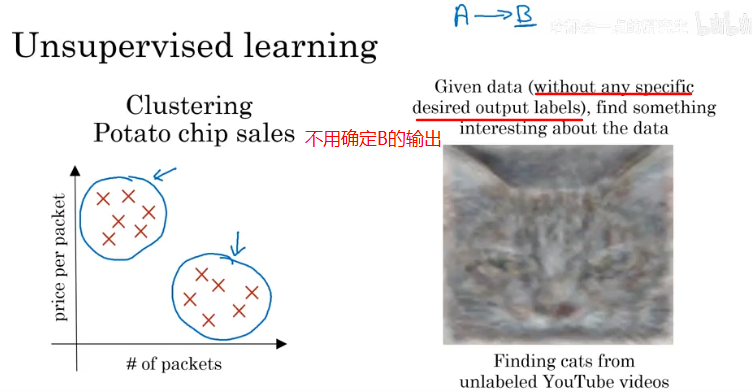 A → B
Unsupervised learning
Clustering
Potato chip sales
不用确定B的输出
price per packet
# of packets
Given data (without any specific
desired output labels), find something
interesting about the data
Finding cats from
unlabeled YouTube videos